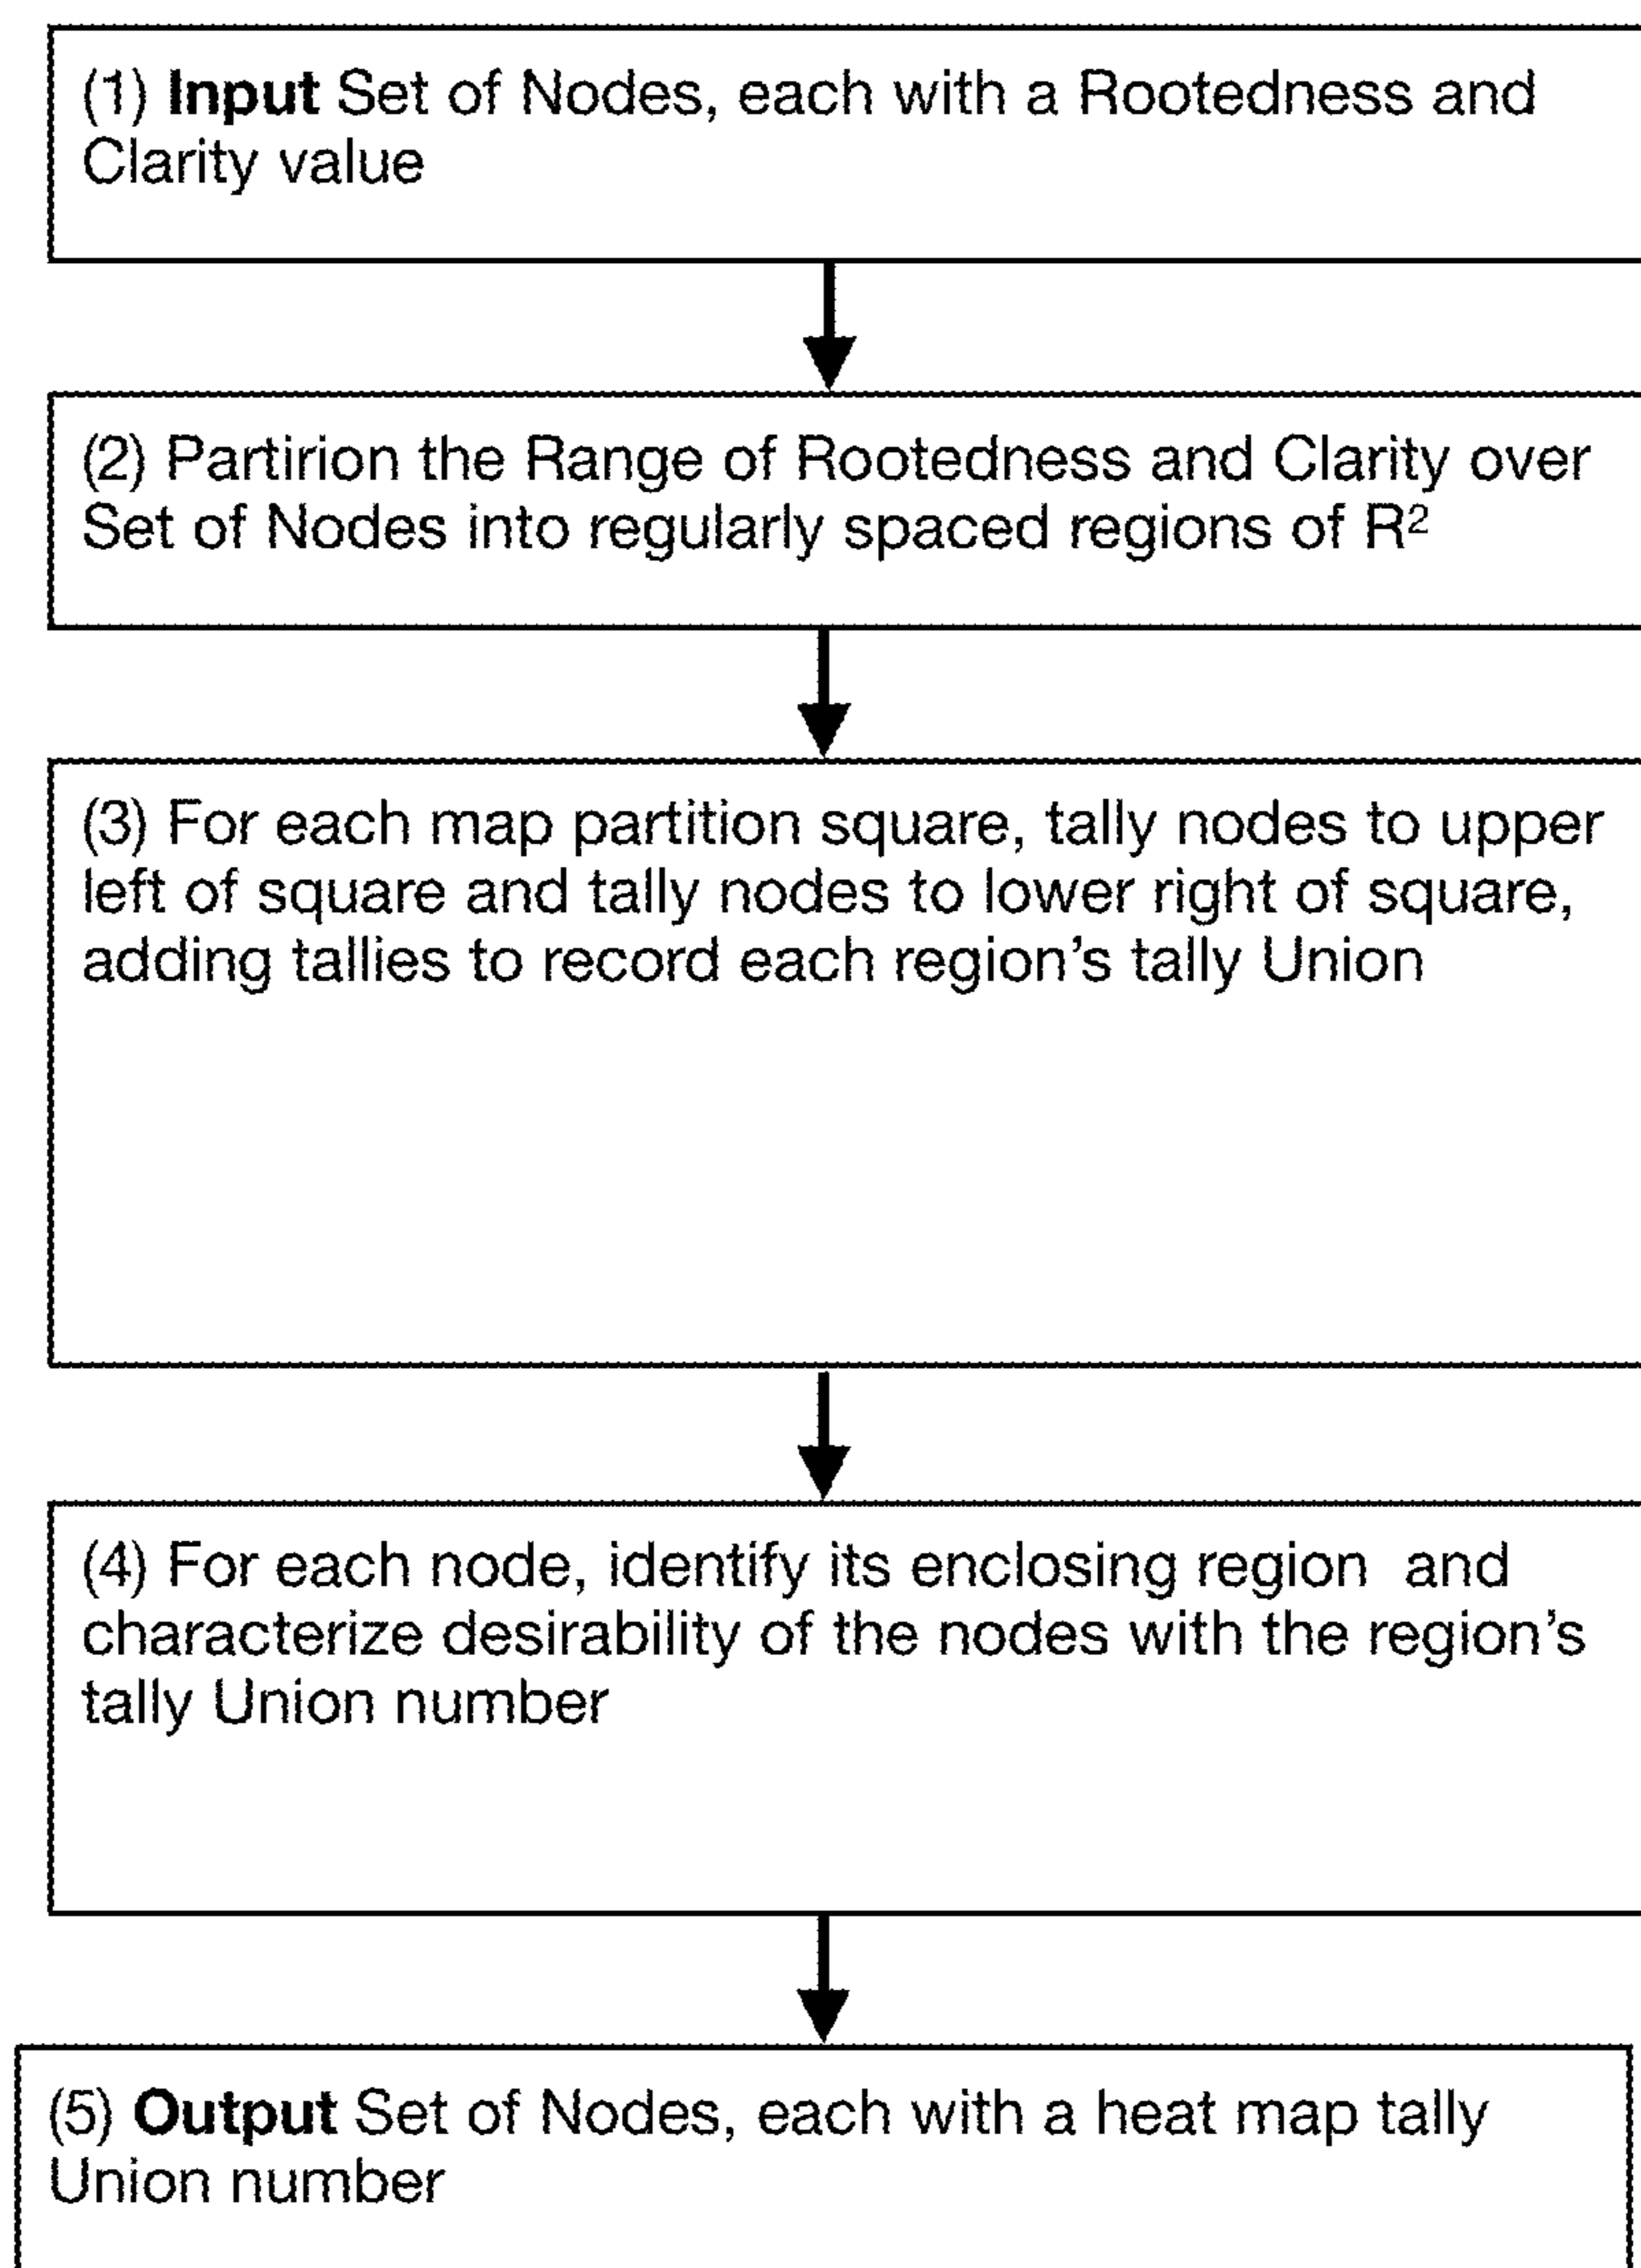 (1) Input Set of Nodes, each with a Rootedness and
Clarity value
(2) Partirion the Range of Rootedness and Clarity over
Set of Nodes into regularly spaced regions of R²
(3) For each map partition square, tally nodes to upper
left of square and tally nodes to lower right of square,
adding tallies to record each region's tally Union
(4) For each node, identify its enclosing region and
characterize desirability of the nodes with the region's
tally Union number
(5) Output Set of Nodes, each with a heat map tally
Union number